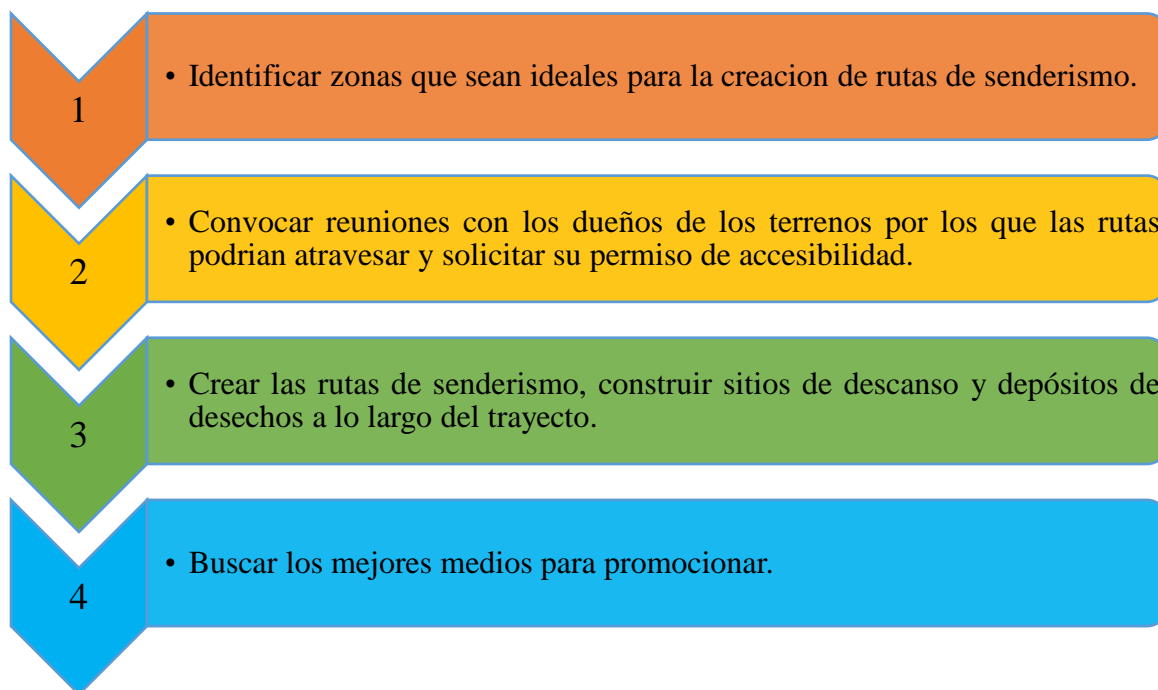 1
• Identificar zonas que sean ideales para la creacion de rutas de senderismo.
2
• Convocar reuniones con los dueños de los terrenos por los que las rutas
podrian atravesar y solicitar su permiso de accesibilidad.
3
• Crear las rutas de senderismo, construir sitios de descanso y depósitos de
desechos a lo largo del trayecto.
4
• Buscar los mejores medios para promocionar.